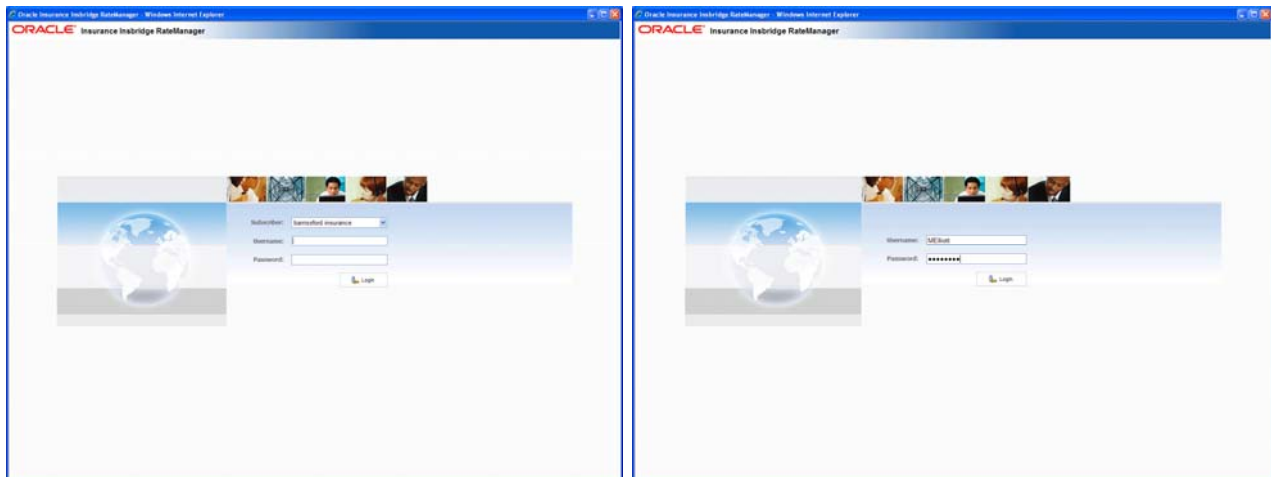 Oracle Insurance Insbridge RateManager - Windows Internet Explorer
ORACLE Insurance Insbridge RateManager
Subscriber:
insurance
Username:
Password:
Login
Oracle Insurance Insbridge RateManager - Windows Internet Explorer
ORACLE Insurance Insbridge RateManager
Username:
Password: ••••••••
Login